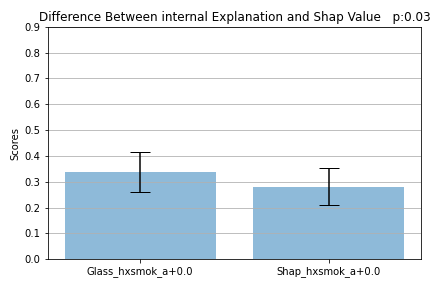 Difference Between internal Explanation and Shap Value   p:0.03
0.9
0.8
0.7
0.6
0.5
0.4
0.3
0.2
0.1
0.0
Scores
Glass_hxsmok_a+0.0
Shap_hxsmok_a+0.0